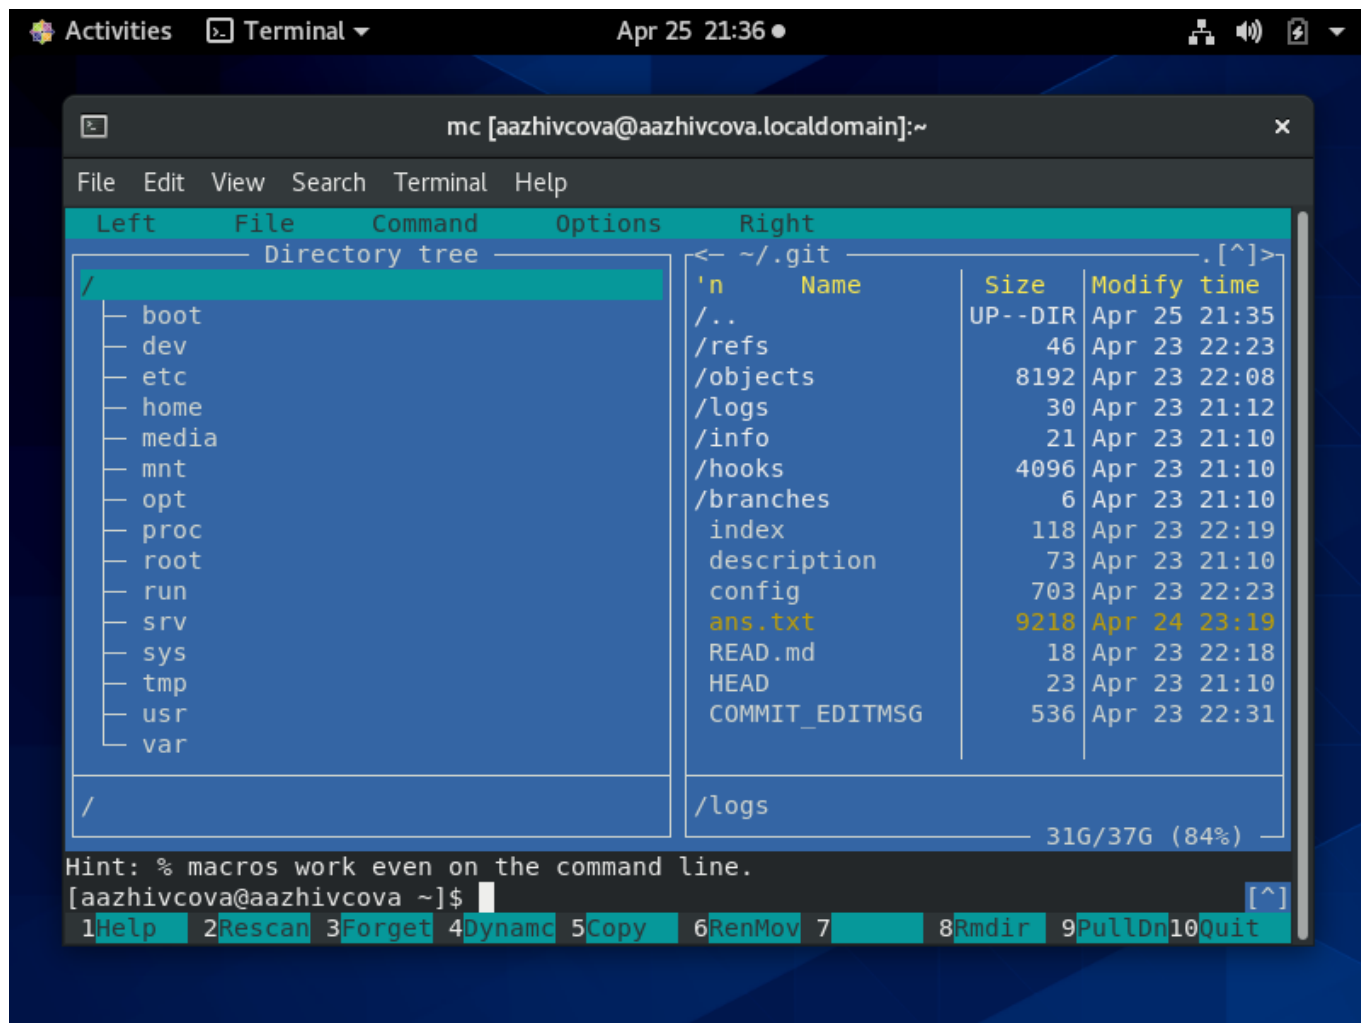 Activities Terminal Apr 25 21:36
mc [aazhivcova@aazhivcova.localdomain]:~ ×
File Edit View Search Terminal Help
Left File Command Options Right
Directory tree
/
boot
dev
etc
home
media
mnt
opt
proc
root
run
srv
sys
tmp
usr
var
/
<— ~/.git .[^]>
'n Name Size Modify time
/.. UP--DIR Apr 25 21:35
/refs 46 Apr 23 22:23
/objects 8192 Apr 23 22:08
/logs 30 Apr 23 21:12
/info 21 Apr 23 21:10
/hooks 4096 Apr 23 21:10
/branches 6 Apr 23 21:10
index 118 Apr 23 22:19
description 73 Apr 23 21:10
config 703 Apr 23 22:23
ans.txt 9218 Apr 24 23:19
READ.md 18 Apr 23 22:18
HEAD 23 Apr 23 21:10
COMMIT_EDITMSG 536 Apr 23 22:31
/logs
31G/37G (84%)
Hint: % macros work even on the command line.
[aazhivcova@aazhivcova ~]$ [^]
1Help 2Rescan 3Forget 4Dynamc 5Copy 6RenMov 7 8Rmdir 9PullDn 10Quit